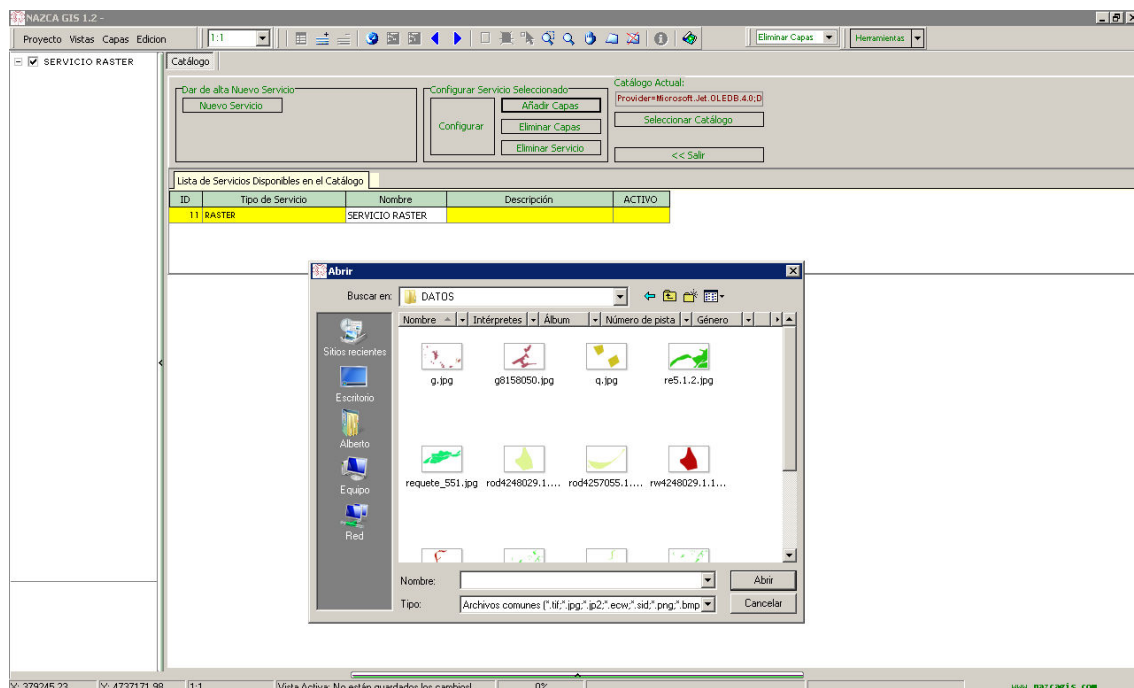 NAZCA GIS 1.2 -
Proyecto Vistas Capas Edicion
1:1
Eliminar Capas
Herramientas
SERVICIO RASTER
Catálogo
Dar de alta Nuevo Servicio
Nuevo Servicio
Configurar Servicio Seleccionado
Configurar
Añadir Capas
Eliminar Capas
Eliminar Servicio
Catálogo Actual:
Provider=Microsoft.Jet.OLEDB.4.0;D
Seleccionar Catálogo
<< Salir
Lista de Servicios Disponibles en el Catálogo
ID Tipo de Servicio Nombre Descripción ACTIVO
11 RASTER SERVICIO RASTER
Abrir
Buscar en: DATOS
Nombre Intérpretes Álbum Número de pista Género
Sitios recientes
Escritorio
Alberto
Equipo
Red
g.jpg g8158050.jpg q.jpg re5.1.2.jpg
requete_551.jpg rod4248029.1.... rod4257055.1.... rw4248029.1.1...
Nombre:
Abrir
Tipo: Archivos comunes (*.tif;*.jpg;*.jp2;*.ecw;*.sid;*.png;*.bmp
Cancelar
X: 379245.23 Y: 4737171.98 1:1 Vista Activa: No están guardados los cambios! 0%
www.nazcagis.com